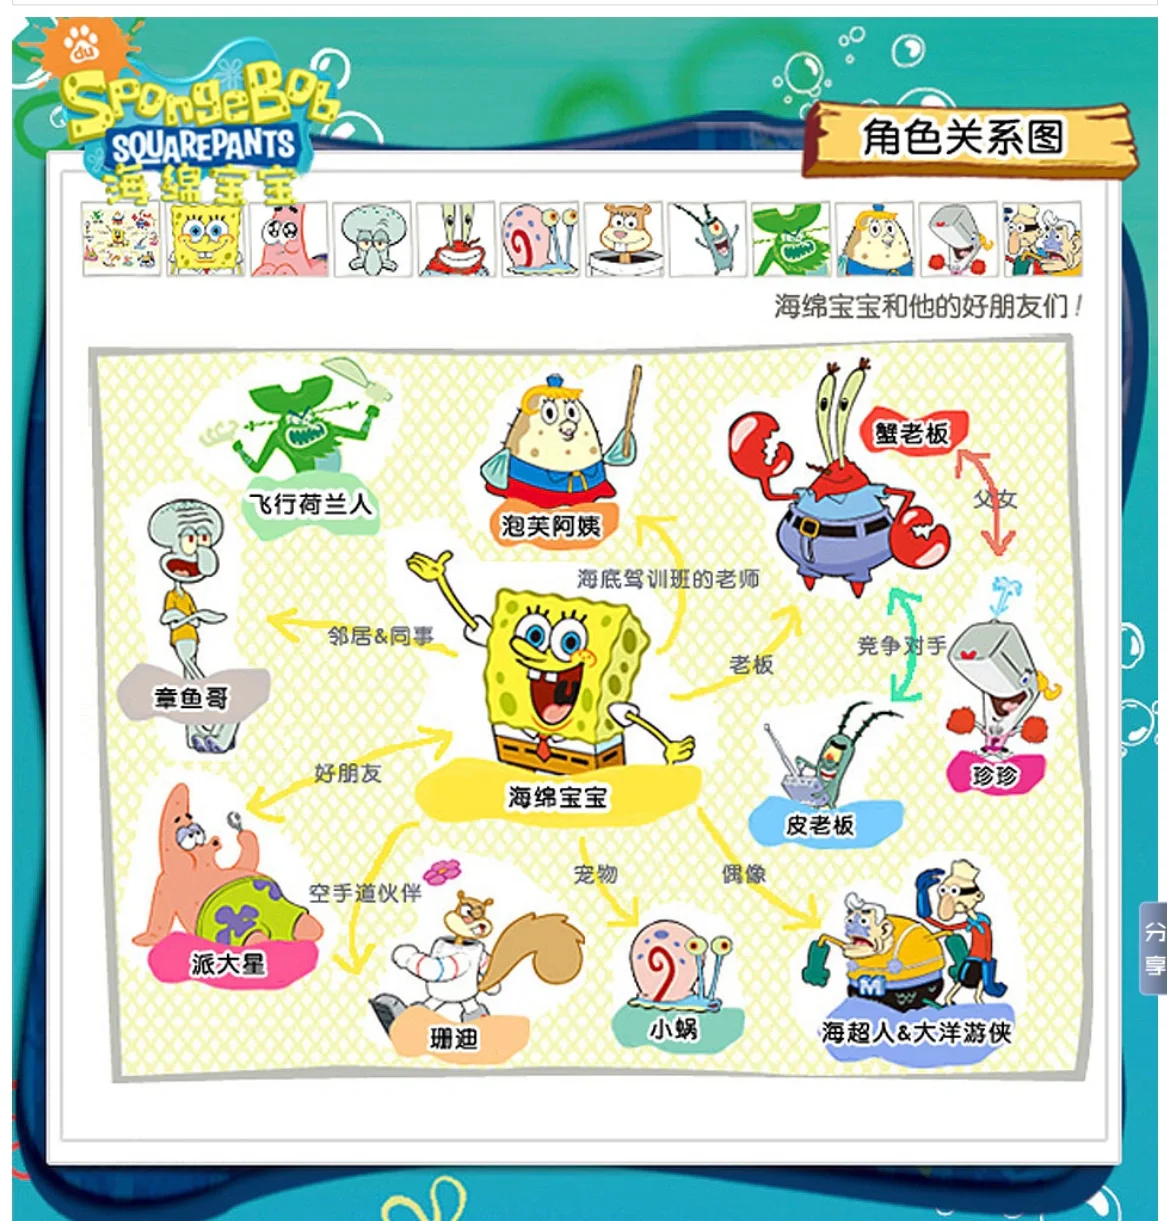 du
SPONGEBOB
SQUAREPANTS
海绵宝宝
角色关系图
海绵宝宝和他的好朋友们!
飞行荷兰人
泡芙阿姨
蟹老板
父女
海底驾训班的老师
邻居&同事
老板
竞争对手
章鱼哥
好朋友
海绵宝宝
皮老板
珍珍
空手道伙伴
宠物
偶像
派大星
珊迪
小蜗
M
海超人&大洋游侠
分
享